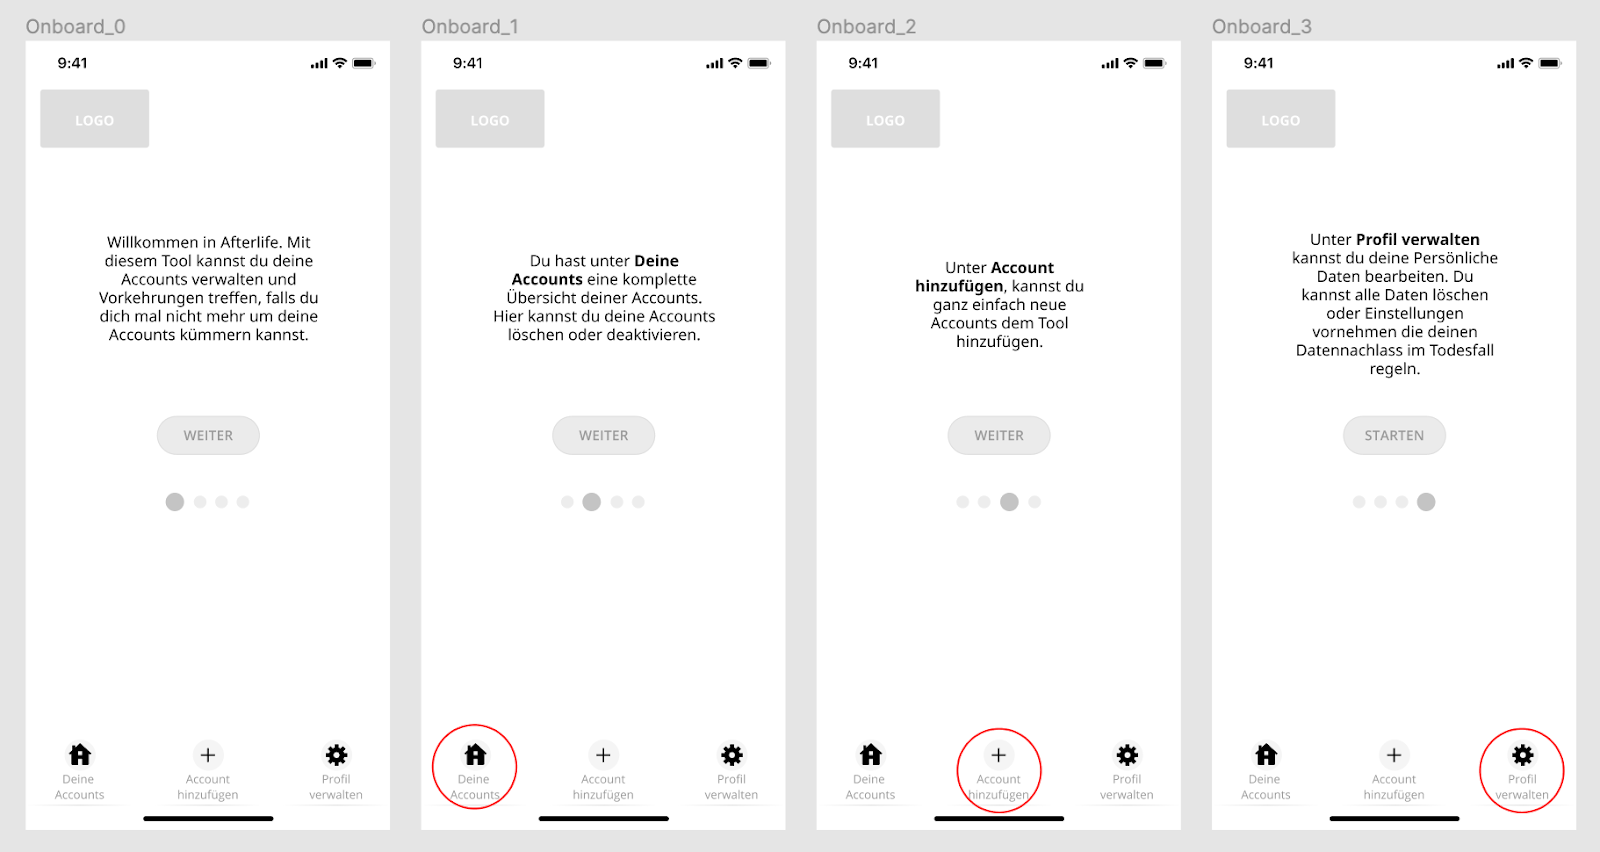 Onboard_0
9:41
LOGO
Willkommen in Afterlife. Mit
diesem Tool kannst du deine
Accounts verwalten und
Vorkehrungen treffen, falls du
dich mal nicht mehr um deine
Accounts kümmern kannst.
WEITER
Deine
Accounts
Account
hinzufügen
Profil
verwalten
Onboard_1
9:41
LOGO
Du hast unter Deine
Accounts eine komplette
Übersicht deiner Accounts.
Hier kannst du deine Accounts
löschen oder deaktivieren.
WEITER
Deine
Accounts
Account
hinzufügen
Profil
verwalten
Onboard_2
9:41
LOGO
Unter Account
hinzufügen, kannst du
ganz einfach neue
Accounts dem Tool
hinzufügen.
WEITER
Deine
Accounts
Account
hinzufügen
Profil
verwalten
Onboard_3
9:41
LOGO
Unter Profil verwalten
kannst du deine Persönliche
Daten bearbeiten. Du
kannst alle Daten löschen
oder Einstellungen
vornehmen die deinen
Datennachlass im Todesfall
regeln.
STARTEN
Deine
Accounts
Account
hinzufügen
Profil
verwalten